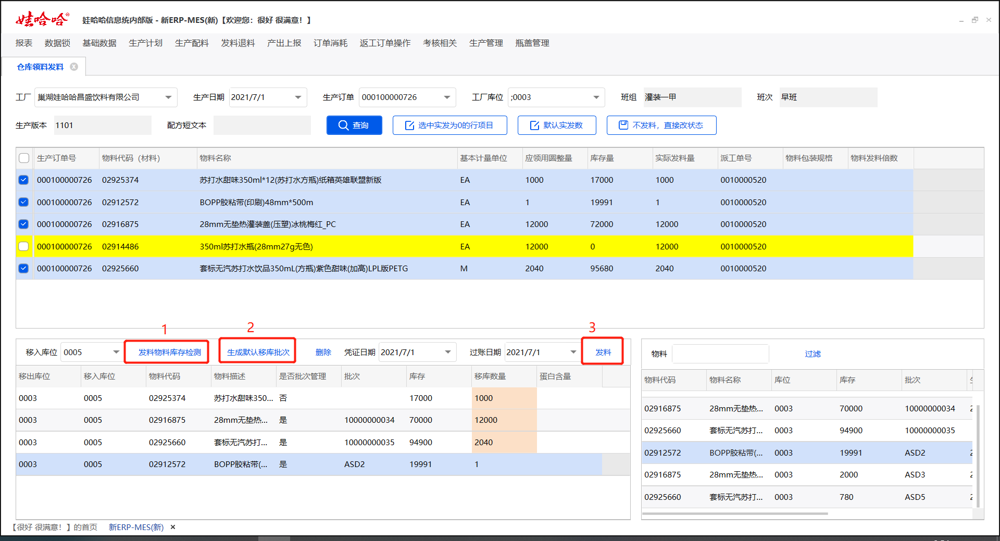 娃哈哈®
娃哈哈信息统内部版 - 新ERP-MES(新)【欢迎您：很好 很满意！】
报表 数据锁 基础数据 生产计划 生产配料 发料退料 产出上报 订单消耗 返工订单操作 考核相关 生产管理 瓶盖管理
仓库领料发料
工厂 巢湖娃哈哈昌盛饮料有限公司 生产日期 2021/7/1 生产订单 000100000726 工厂库位 ;0003 班组 灌装一甲 班次 早班
生产版本 1101 配方短文本 查询 选中实发为0的行项目 默认实发数 不发料，直接改状态
生产订单号 物料代码（材料） 物料名称 基本计量单位 应领用圆整量 库存量 实际发料量 派工单号 物料包装规格 物料发料倍数
000100000726 02925374 苏打水甜味350ml*12(苏打水方瓶)纸箱英雄联盟新版 EA 1000 17000 1000 0010000520
000100000726 02912572 BOPP胶粘带(印刷)48mm*500m EA 1 19991 1 0010000520
000100000726 02916875 28mm无垫热灌装盖(压塑)冰桃梅红_PC EA 12000 72000 12000 0010000520
000100000726 02914486 350ml苏打水瓶(28mm27g无色) EA 12000 0 12000 0010000520
000100000726 02925660 套标无汽苏打水饮品350mL(方瓶)紫色甜味(加高)LPL版PETG M 2040 95680 2040 0010000520
1 2 3
移入库位 0005 发料物料库存检测 生成默认移库批次 删除 凭证日期 2021/7/1 过账日期 2021/7/1 发料
移出库位 移入库位 物料代码 物料描述 是否批次管理 批次 库存 移库数量 蛋白含量
0003 0005 02925374 苏打水甜味350... 否 17000 1000
0003 0005 02916875 28mm无垫热... 是 10000000034 70000 12000
0003 0005 02925660 套标无汽苏打... 是 10000000035 94900 2040
0003 0005 02912572 BOPP胶粘带(... 是 ASD2 19991 1
物料 过滤
物料代码 物料名称 库位 库存 批次
02916875 28mm无垫热... 0003 70000 10000000034
02925660 套标无汽苏打... 0003 94900 10000000035
02912572 BOPP胶粘带(... 0003 19991 ASD2
02916875 28mm无垫热... 0003 2000 ASD3
02925660 套标无汽苏打... 0003 780 ASD5
【很好 很满意！】的首页 新ERP-MES(新)